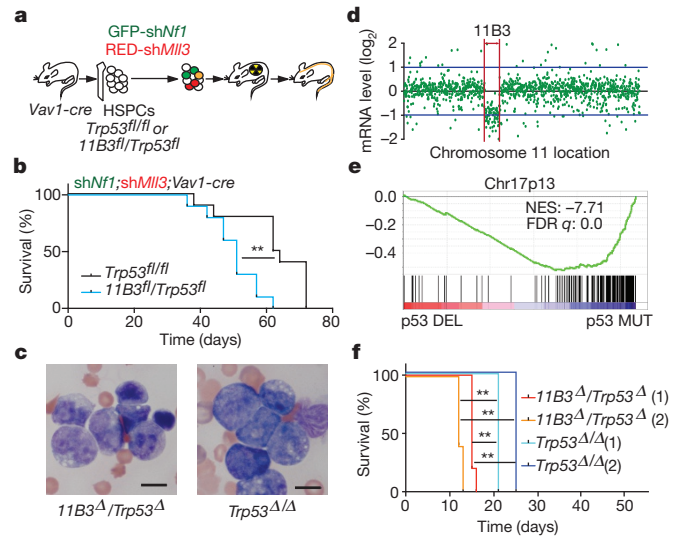 a
GFP-shNf1
RED-shMll3
Vav1-cre
HSPCs
Trp53fl/fl or
11B3fl/Trp53fl
b
shNf1;shMll3;Vav1-cre
Survival (%)
100
50
0
**
Trp53fl/fl
11B3fl/Trp53fl
0 20 40 60 80
Time (days)
c
11B3Δ/Trp53Δ
Trp53Δ/Δ
d
11B3
mRNA level (log2)
2
1
0
−1
−2
Chromosome 11 location
e
Chr17p13
0.0
−0.2
−0.4
NES: −7.71
FDR q: 0.0
p53 DEL
p53 MUT
f
Survival (%)
100
50
0
**
**
**
**
11B3Δ/Trp53Δ (1)
11B3Δ/Trp53Δ (2)
Trp53Δ/Δ(1)
Trp53Δ/Δ(2)
0 10 20 30 40 50
Time (days)